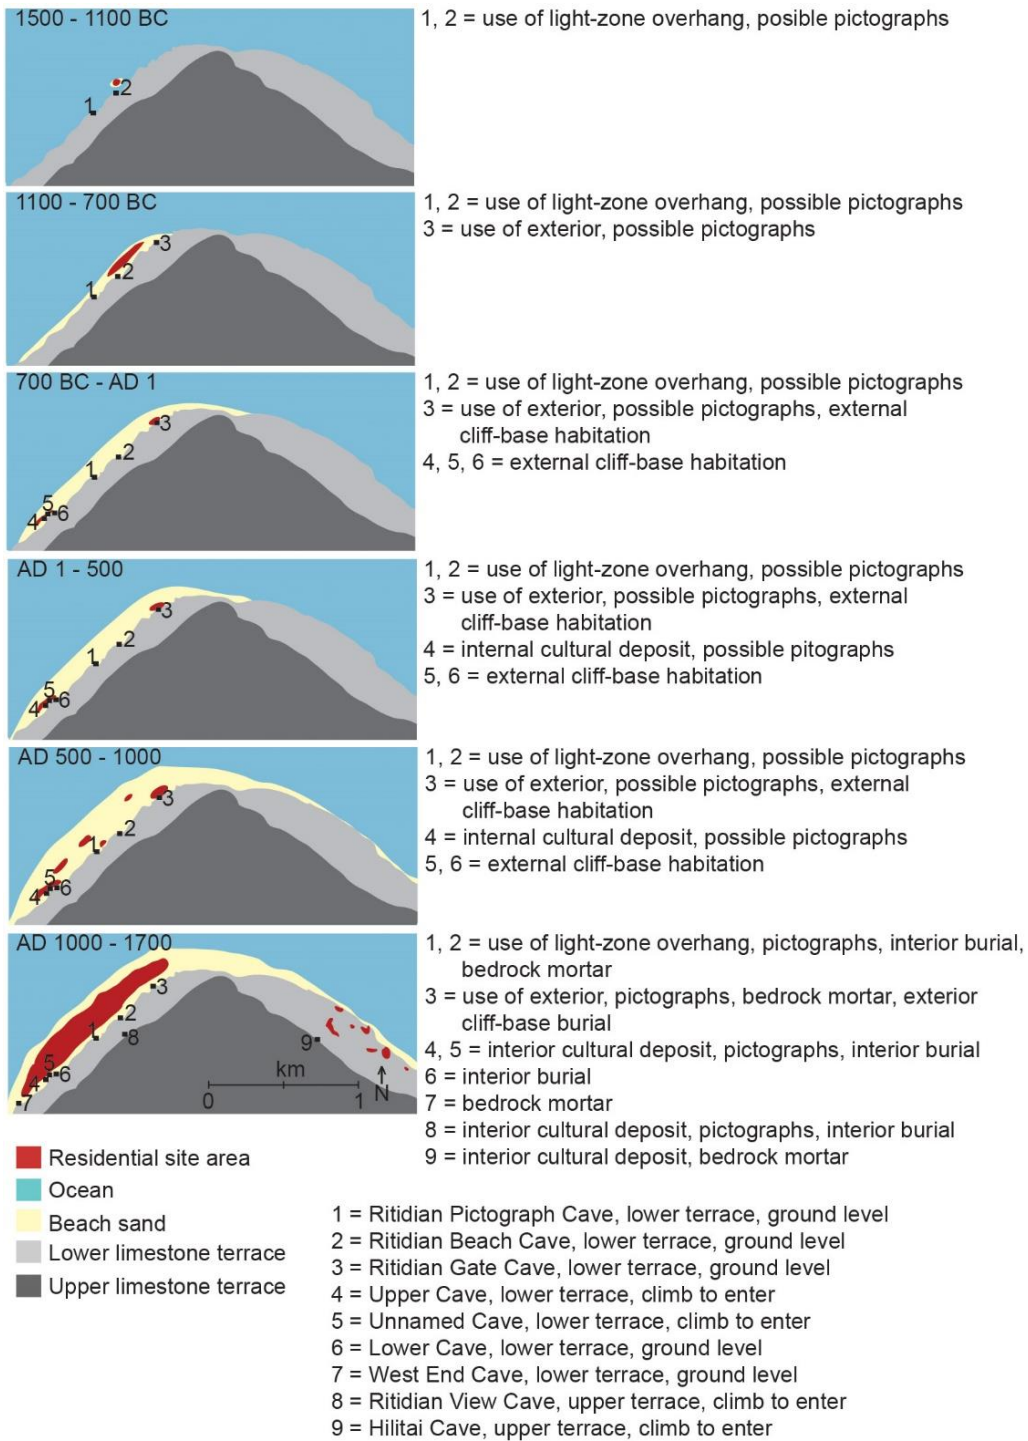 1500 - 1100 BC
1, 2 = use of light-zone overhang, posible pictographs
2
1
1100 - 700 BC
1, 2 = use of light-zone overhang, possible pictographs
3 = use of exterior, possible pictographs
3
2
1
700 BC - AD 1
1, 2 = use of light-zone overhang, possible pictographs
3 = use of exterior, possible pictographs, external
cliff-base habitation
4, 5, 6 = external cliff-base habitation
3
2
1
5
4 6
AD 1 - 500
1, 2 = use of light-zone overhang, possible pictographs
3 = use of exterior, possible pictographs, external
cliff-base habitation
4 = internal cultural deposit, possible pitographs
5, 6 = external cliff-base habitation
3
2
1
5
4 6
AD 500 - 1000
1, 2 = use of light-zone overhang, possible pictographs
3 = use of exterior, possible pictographs, external
cliff-base habitation
4 = internal cultural deposit, possible pictographs
5, 6 = external cliff-base habitation
3
2
1
5
4 6
AD 1000 - 1700
1, 2 = use of light-zone overhang, pictographs, interior burial,
bedrock mortar
3 = use of exterior, pictographs, bedrock mortar, exterior
cliff-base burial
4, 5 = interior cultural deposit, pictographs, interior burial
6 = interior burial
7 = bedrock mortar
8 = interior cultural deposit, pictographs, interior burial
9 = interior cultural deposit, bedrock mortar
3
2
1 8 9
5
4 6
7
km
0 1 N
Residential site area
Ocean
Beach sand
Lower limestone terrace
Upper limestone terrace
1 = Ritidian Pictograph Cave, lower terrace, ground level
2 = Ritidian Beach Cave, lower terrace, ground level
3 = Ritidian Gate Cave, lower terrace, ground level
4 = Upper Cave, lower terrace, climb to enter
5 = Unnamed Cave, lower terrace, climb to enter
6 = Lower Cave, lower terrace, ground level
7 = West End Cave, lower terrace, ground level
8 = Ritidian View Cave, upper terrace, climb to enter
9 = Hilitai Cave, upper terrace, climb to enter